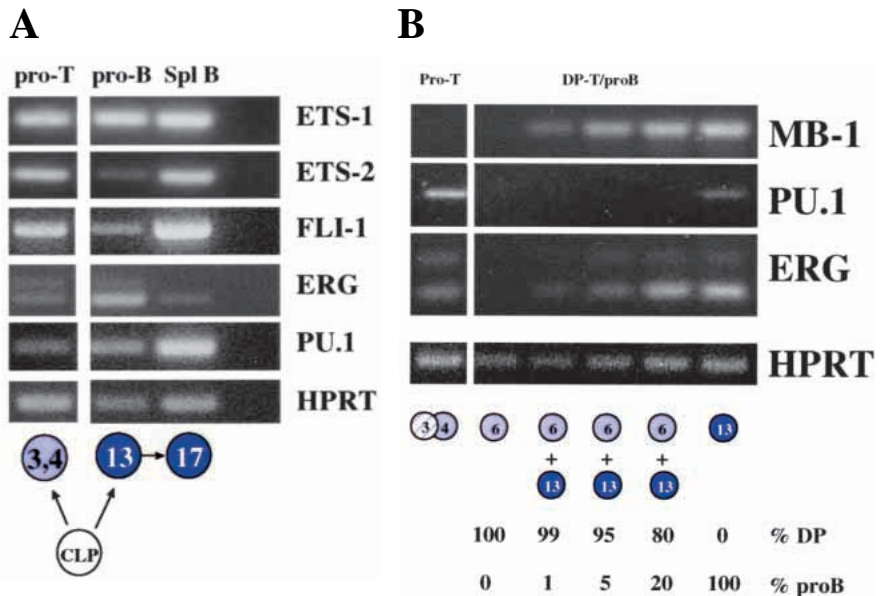 A
pro-T pro-B Spl B
ETS-1
ETS-2
FLI-1
ERG
PU.1
HPRT
3,4 13 17
CLP
B
Pro-T DP-T/proB
MB-1
PU.1
ERG
HPRT
3 4 6 6 6 6 13
+ + +
13 13 13
100 99 95 80 0 % DP
0 1 5 20 100 % proB